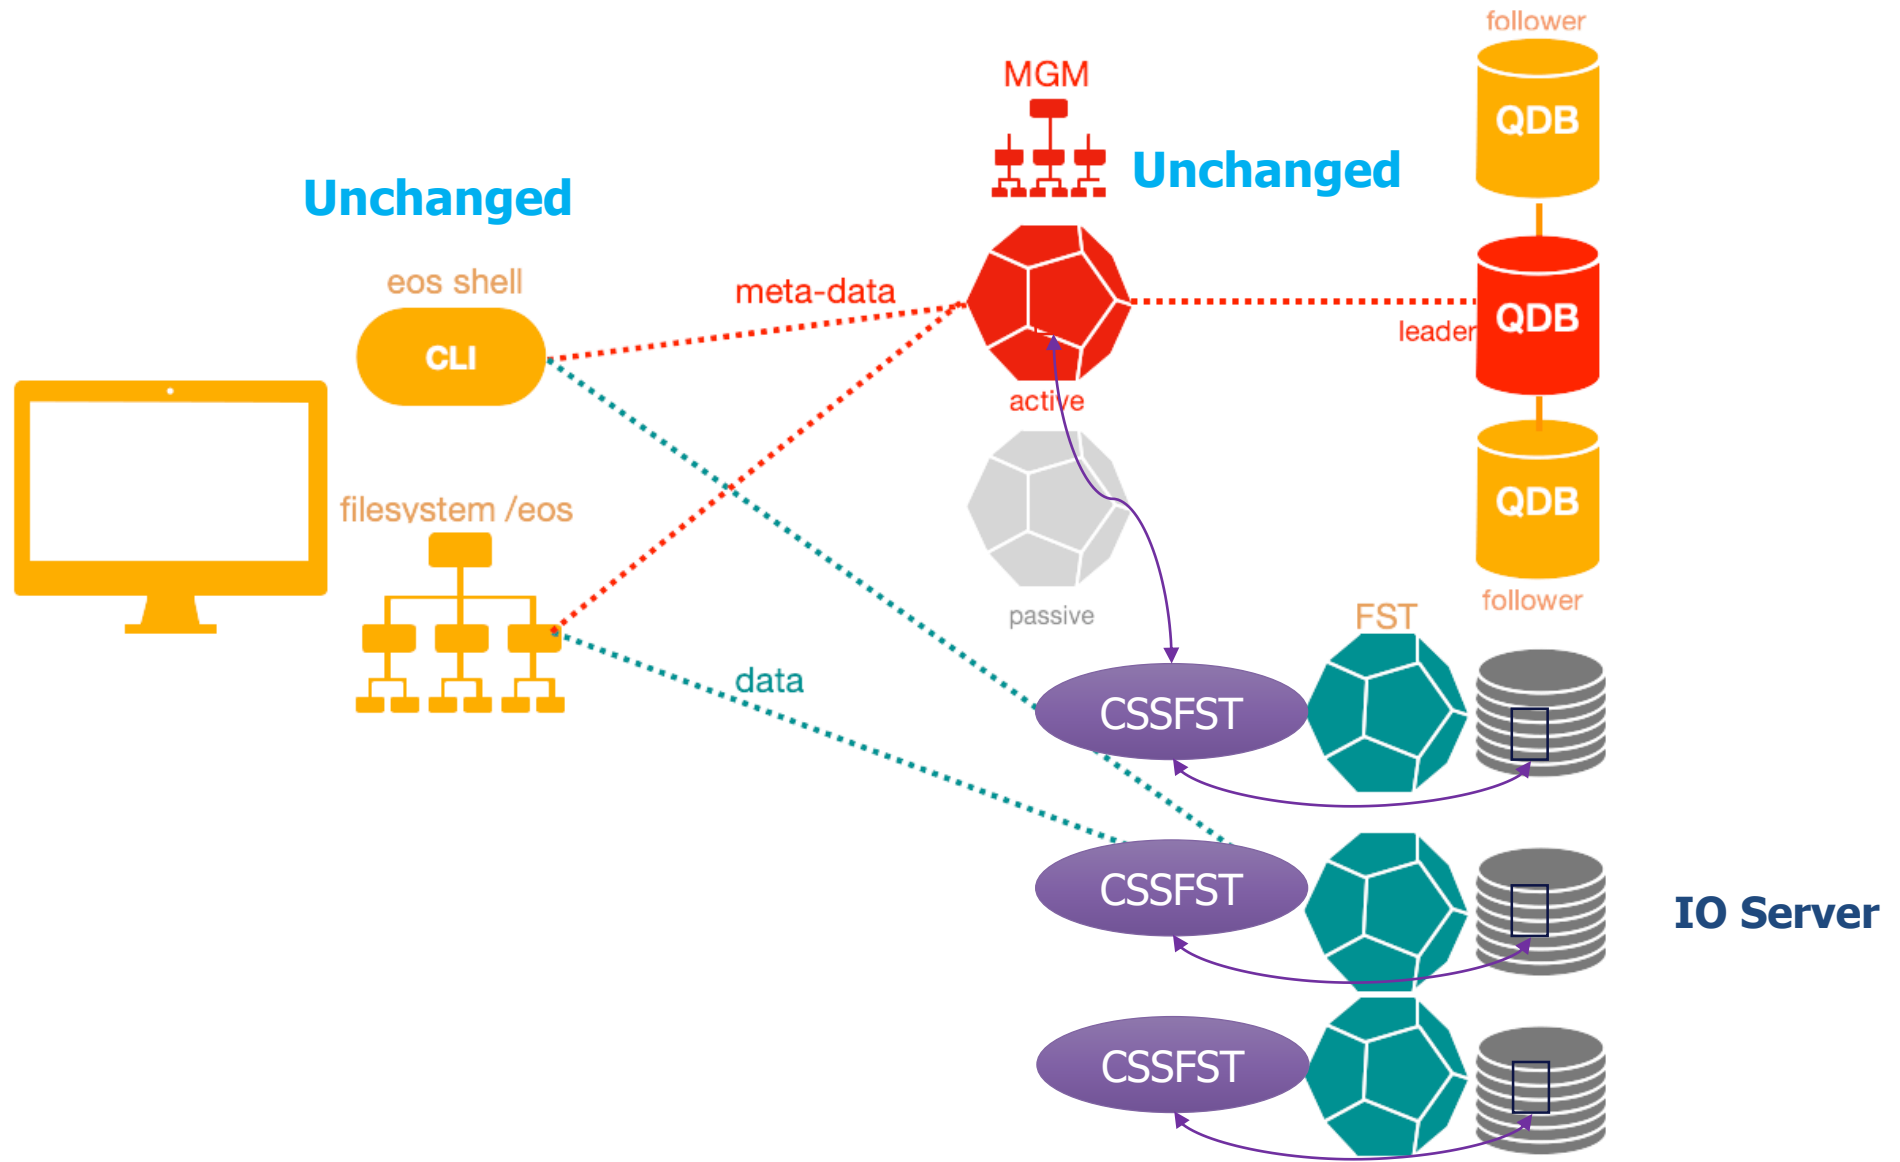 follower
QDB
MGM
Unchanged
Unchanged
eos shell
CLI
meta-data
leader
QDB
active
filesystem /eos
QDB
follower
passive
FST
data
CSSFST
CSSFST
IO Server
CSSFST